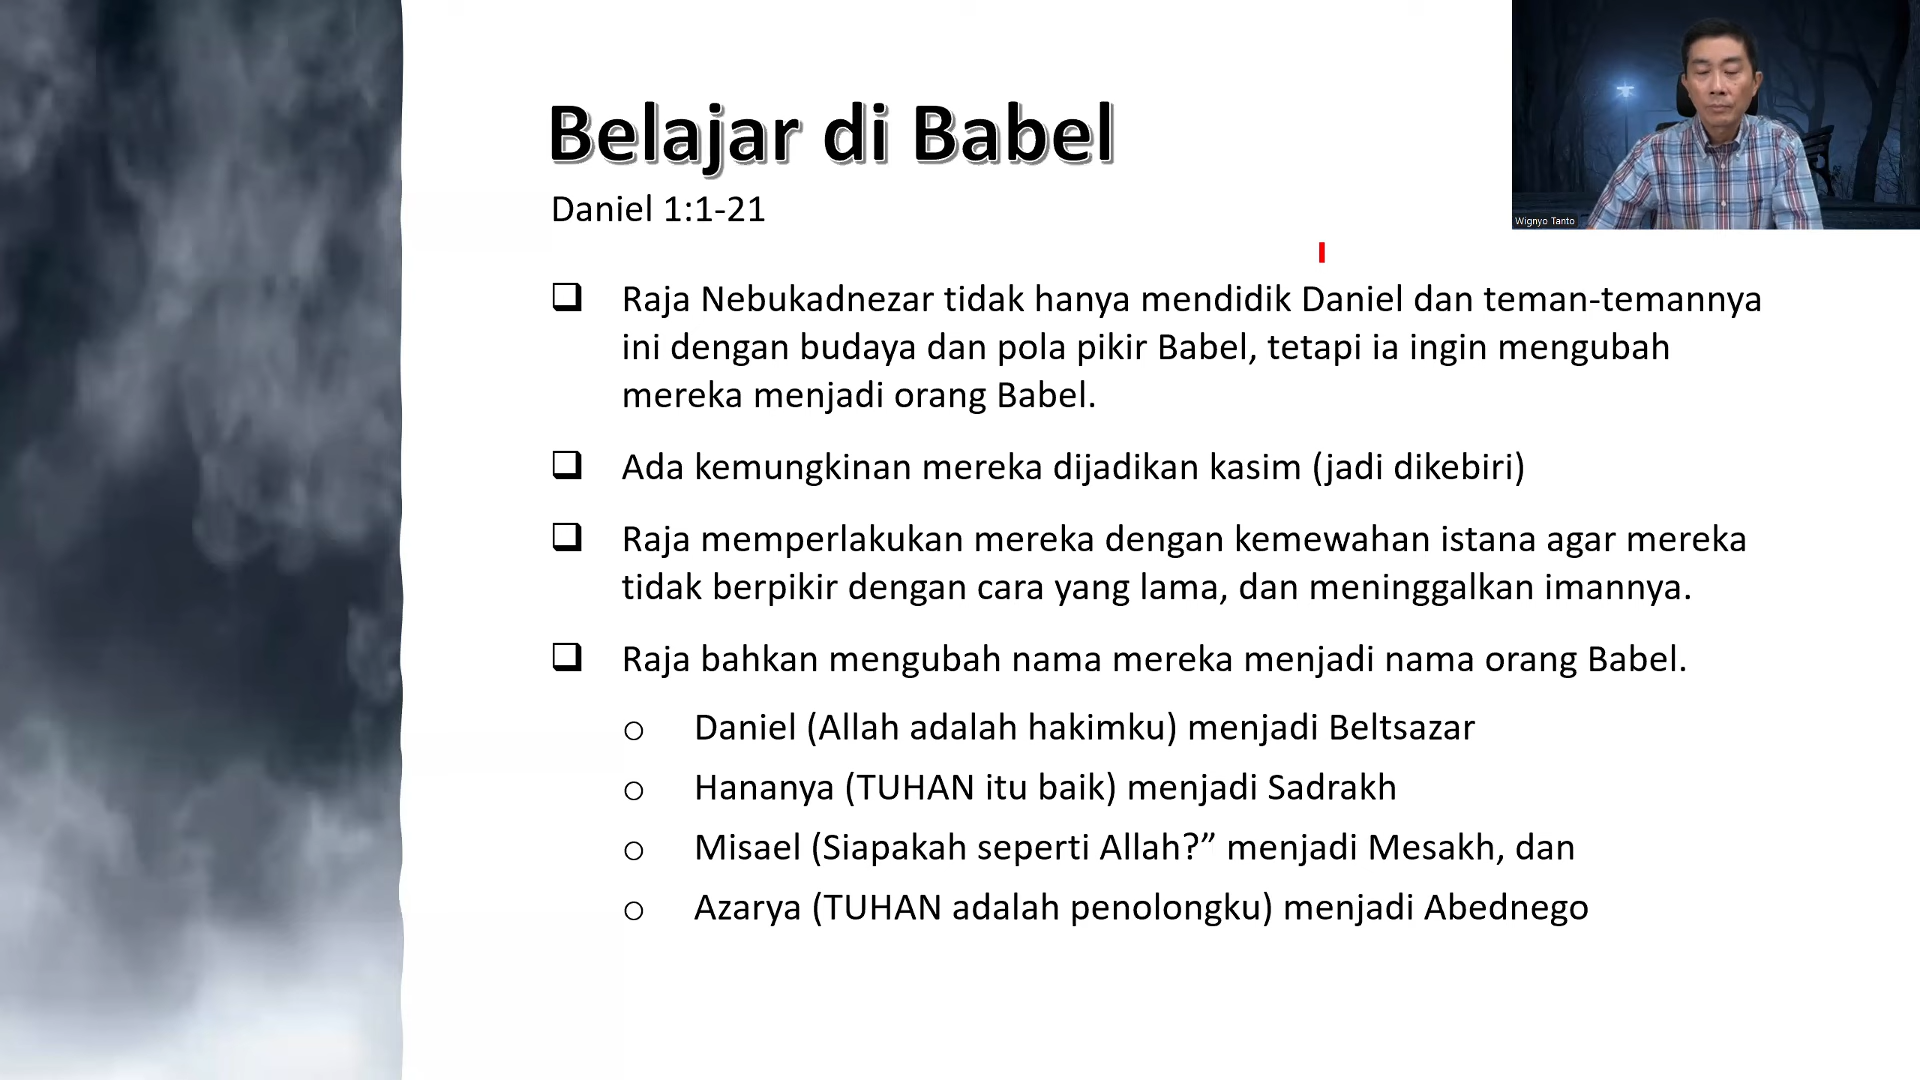 Belajar di Babel
Daniel 1:1-21
Wignyo Tanto
❑ Raja Nebukadnezar tidak hanya mendidik Daniel dan teman-temannya
ini dengan budaya dan pola pikir Babel, tetapi ia ingin mengubah
mereka menjadi orang Babel.
❑ Ada kemungkinan mereka dijadikan kasim (jadi dikebiri)
❑ Raja memperlakukan mereka dengan kemewahan istana agar mereka
tidak berpikir dengan cara yang lama, dan meninggalkan imannya.
❑ Raja bahkan mengubah nama mereka menjadi nama orang Babel.
o Daniel (Allah adalah hakimku) menjadi Beltsazar
o Hananya (TUHAN itu baik) menjadi Sadrakh
o Misael (Siapakah seperti Allah?” menjadi Mesakh, dan
o Azarya (TUHAN adalah penolongku) menjadi Abednego